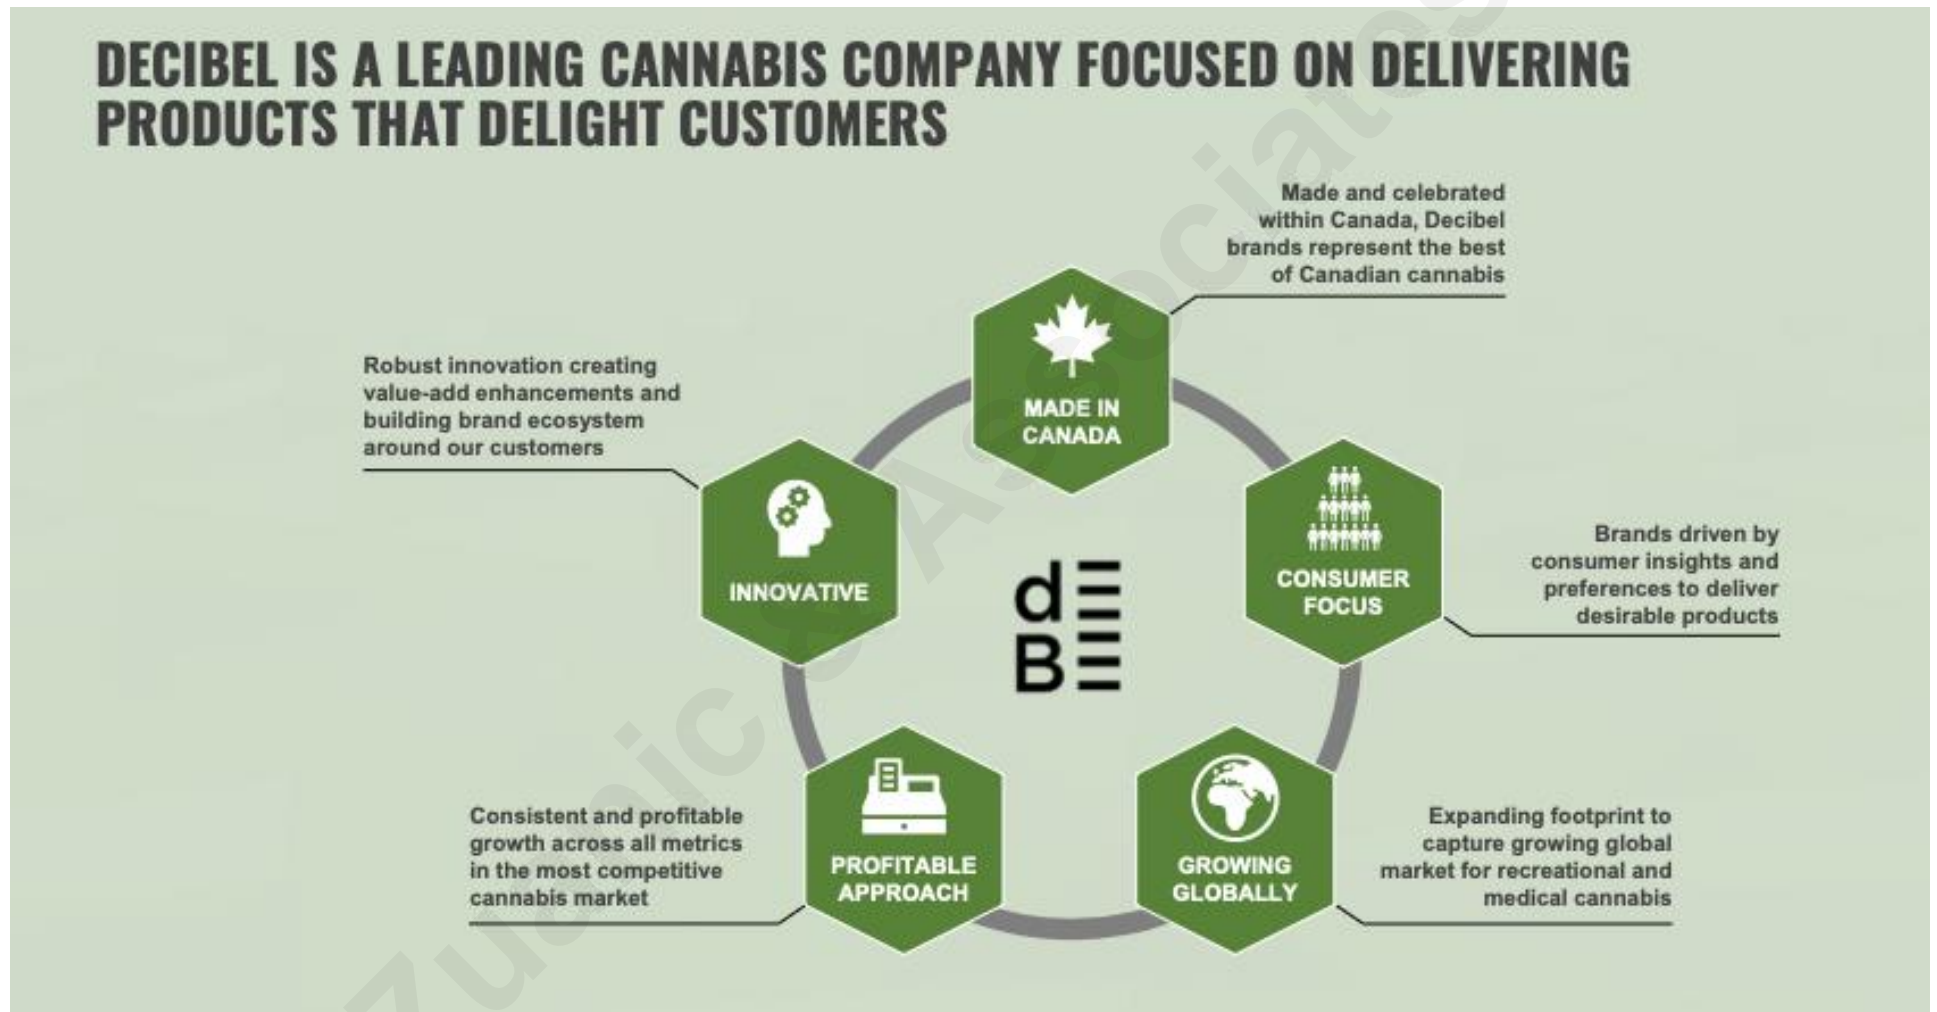 DECIBEL IS A LEADING CANNABIS COMPANY FOCUSED ON DELIVERING
PRODUCTS THAT DELIGHT CUSTOMERS
Made and celebrated
within Canada, Decibel
brands represent the best
of Canadian cannabis
MADE IN
CANADA
Robust innovation creating
value-add enhancements and
building brand ecosystem
around our customers
INNOVATIVE
CONSUMER
FOCUS
Brands driven by
consumer insights and
preferences to deliver
desirable products
d
B
Consistent and profitable
growth across all metrics
in the most competitive
cannabis market
PROFITABLE
APPROACH
GROWING
GLOBALLY
Expanding footprint to
capture growing global
market for recreational and
medical cannabis
Zuanic & Associates